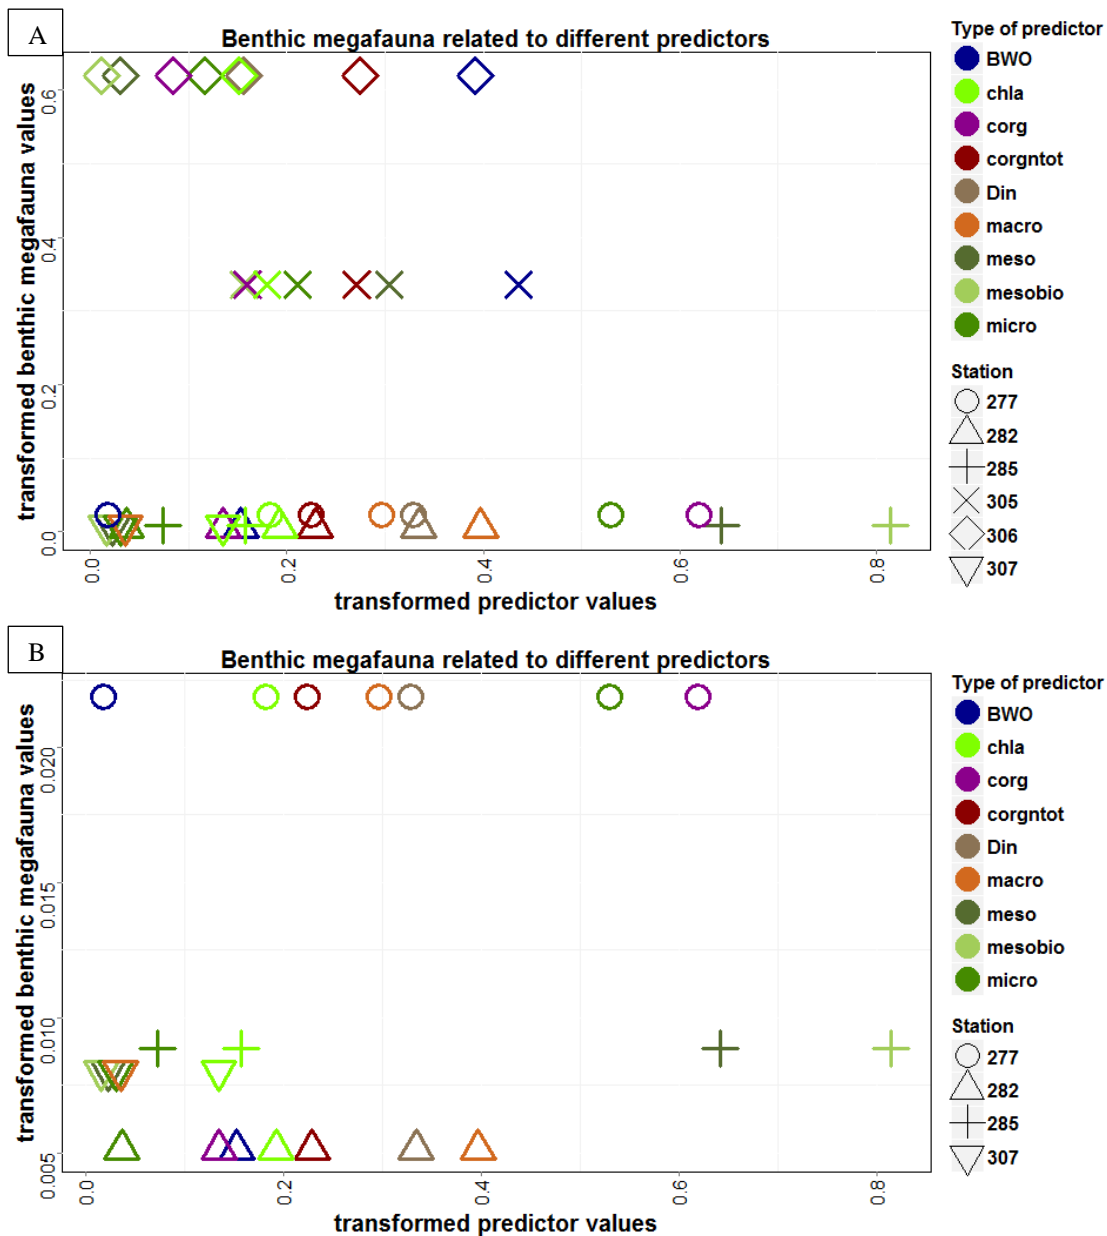 A
Benthic megafauna related to different predictors
transformed benthic megafauna values
0.6
0.4
0.2
0.0
0.0
0.2
0.4
0.6
0.8
transformed predictor values
Type of predictor
BWO
chla
corg
corgntot
Din
macro
meso
mesobio
micro
Station
277
282
285
305
306
307
B
Benthic megafauna related to different predictors
transformed benthic megafauna values
0.020
0.015
0.010
0.005
0.0
0.2
0.4
0.6
0.8
transformed predictor values
Type of predictor
BWO
chla
corg
corgntot
Din
macro
meso
mesobio
micro
Station
277
282
285
307